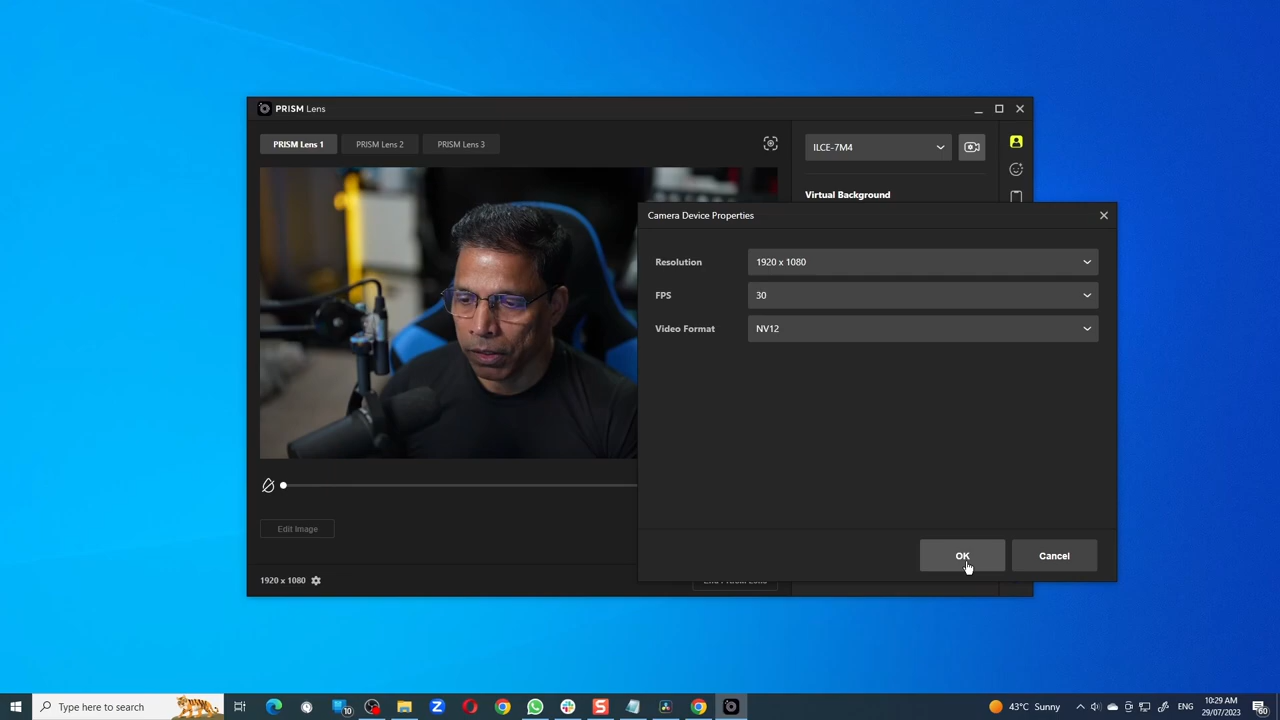 PRISM Lens
PRISM Lens 1
PRISM Lens 2
PRISM Lens 3
ILCE-7M4
Virtual Background
Camera Device Properties
Resolution
1920 x 1080
FPS
30
Video Format
NV12
Edit Image
OK
Cancel
1920 x 1080
Type here to search
10
43°C Sunny
ENG
10:29 AM
29/07/2023
60